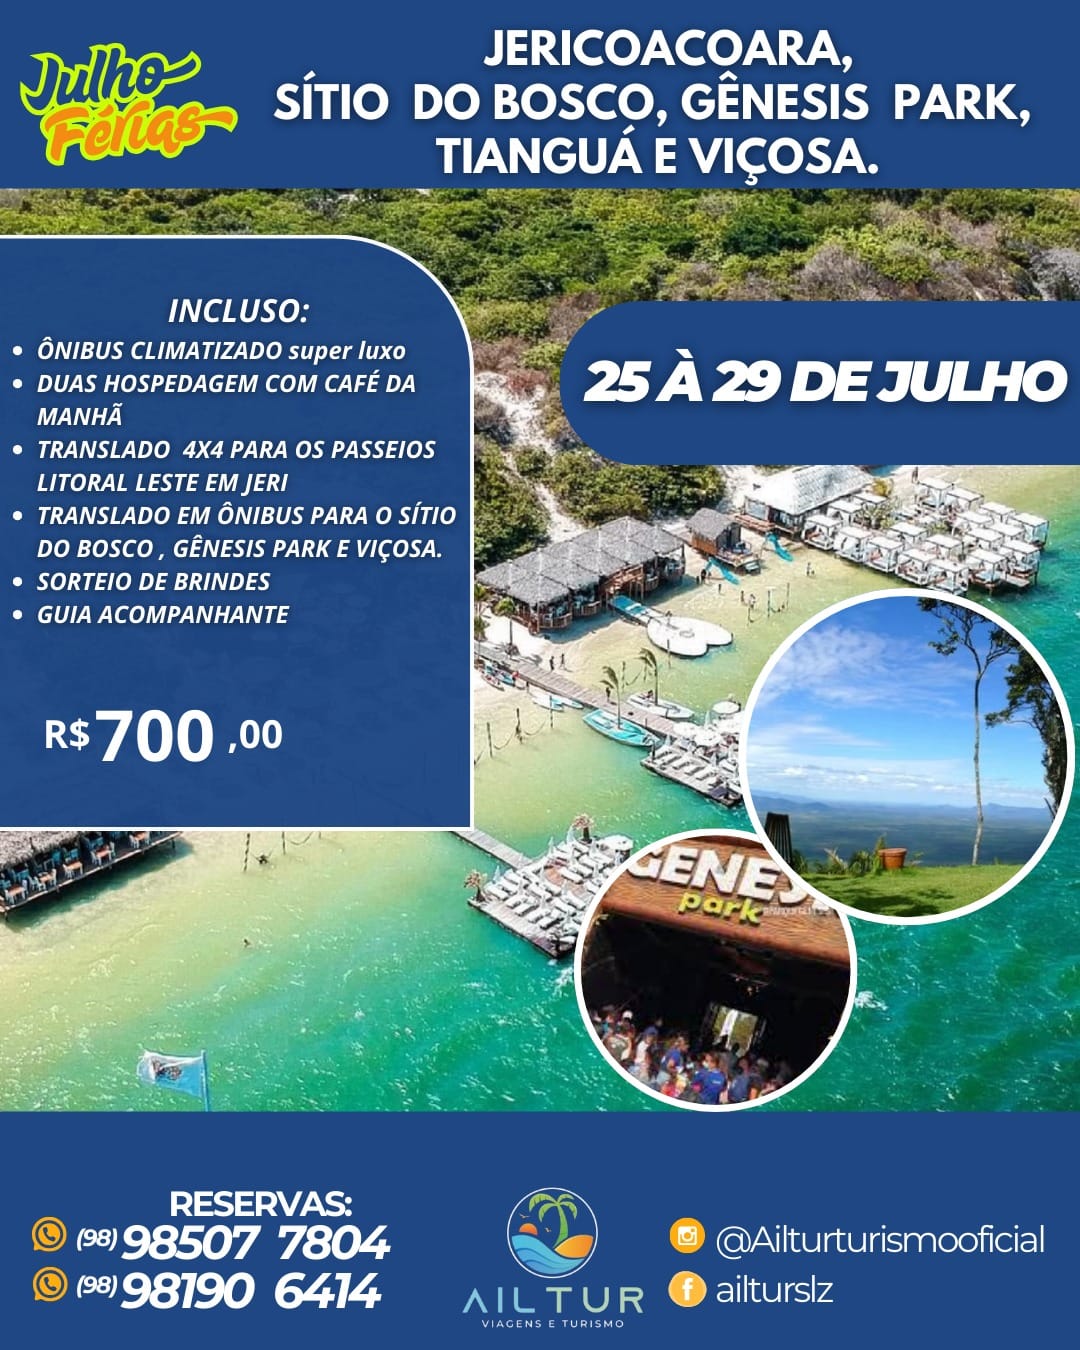 Julho
Férias
JERICOACOARA,
SÍTIO DO BOSCO, GÊNESIS PARK,
TIANGUÁ E VIÇOSA.
INCLUSO:
• ÔNIBUS CLIMATIZADO super luxo
• DUAS HOSPEDAGEM COM CAFÉ DA
MANHÃ
• TRANSLADO 4X4 PARA OS PASSEIOS
LITORAL LESTE EM JERI
• TRANSLADO EM ÔNIBUS PARA O SÍTIO
DO BOSCO , GÊNESIS PARK E VIÇOSA.
• SORTEIO DE BRINDES
• GUIA ACOMPANHANTE
R$ 700 ,00
25 À 29 DE JULHO
GENES
park
RESERVAS:
(98) 98507 7804
(98) 98190 6414
AILTUR
VIAGENS E TURISMO
@Ailturturismooficial
ailturslz